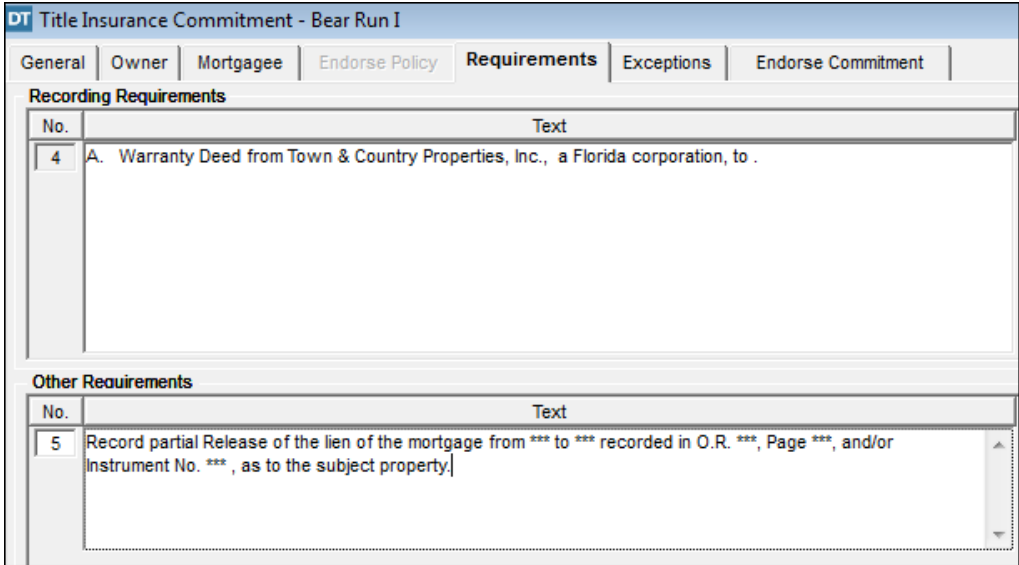 DT Title Insurance Commitment - Bear Run I
General Owner Mortgagee Endorse Policy Requirements Exceptions Endorse Commitment
Recording Requirements
No. Text
4 A. Warranty Deed from Town & Country Properties, Inc., a Florida corporation, to .
Other Requirements
No. Text
5 Record partial Release of the lien of the mortgage from *** to *** recorded in O.R. ***, Page ***, and/or
Instrument No. *** , as to the subject property.